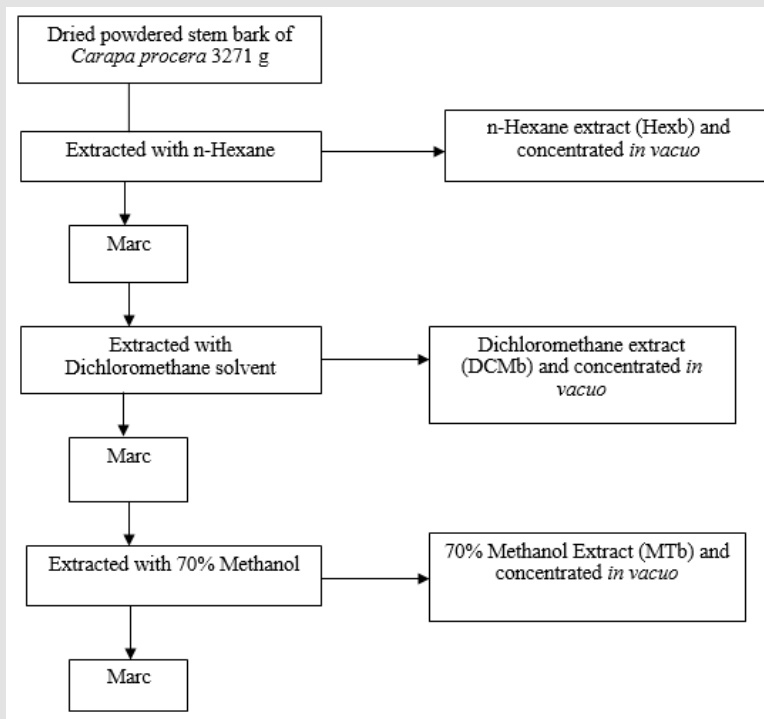 Dried powdered stem bark of
Carapa procera 3271 g
Extracted with n-Hexane
n-Hexane extract (Hexb) and
concentrated in vacuo
Marc
Extracted with
Dichloromethane solvent
Dichloromethane extract
(DCMb) and concentrated in
vacuo
Marc
Extracted with 70% Methanol
70% Methanol Extract (MTb) and
concentrated in vacuo
Marc